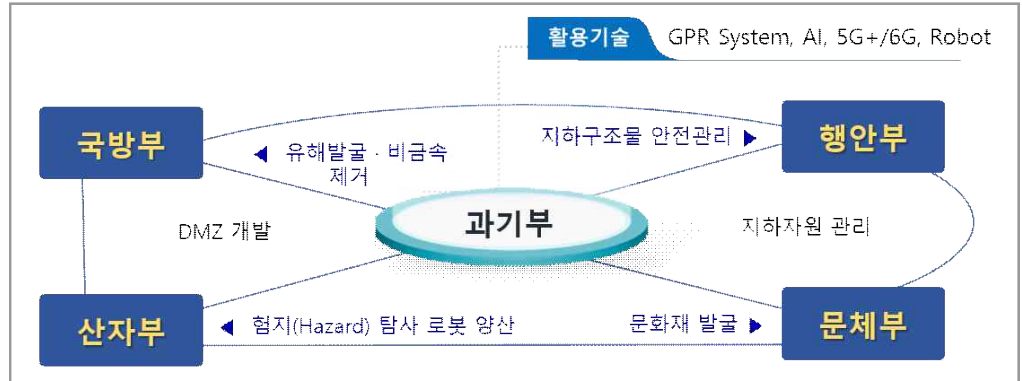 활용기술 GPR System, AI, 5G+/6G, Robot
국방부
행안부
지하구조물 안전관리 ▶
◀ 유해발굴 · 비금속
제거
과기부
DMZ 개발
지하자원 관리
산자부
◀ 험지(Hazard) 탐사 로봇 양산
문화재 발굴 ▶
문체부